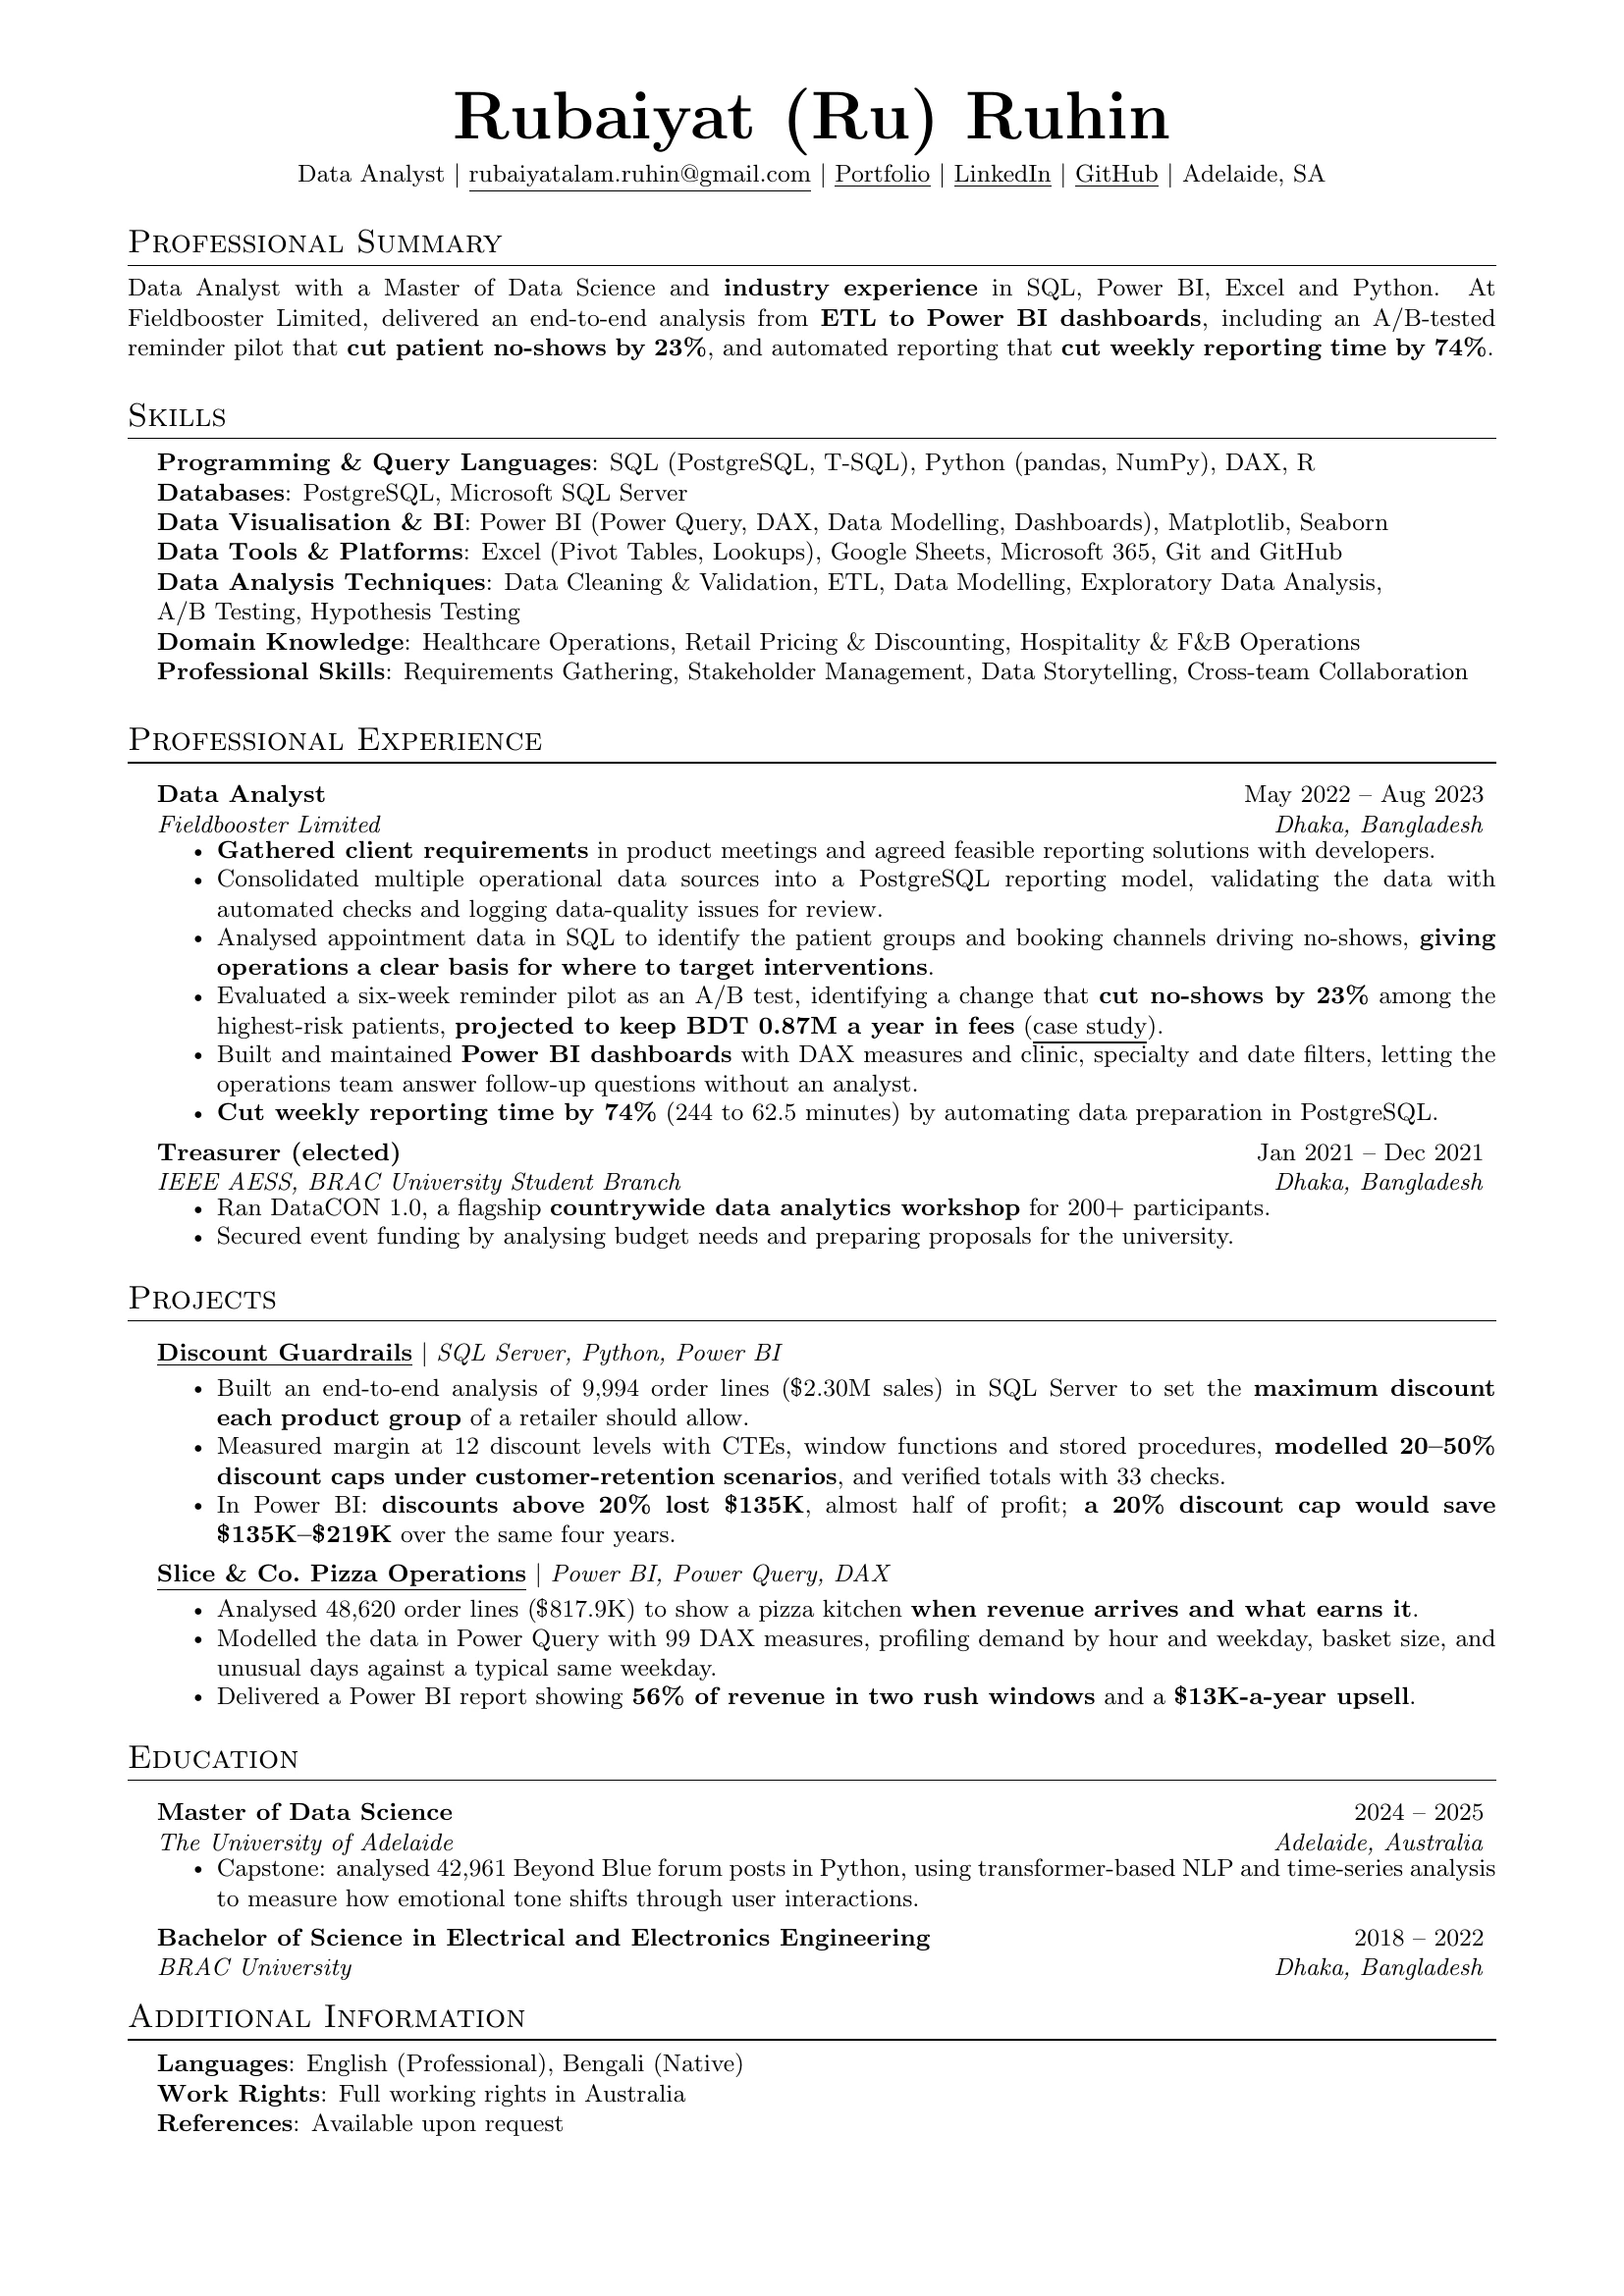 Rubaiyat (Ru) Ruhin
Data Analyst | rubaiyatalam.ruhin@gmail.com | Portfolio | LinkedIn | GitHub | Adelaide, SA
Professional Summary
Data Analyst with a Master of Data Science and industry experience in SQL, Power BI, Excel and Python. At
Fieldbooster Limited, delivered an end-to-end analysis from ETL to Power BI dashboards, including an A/B-tested
reminder pilot that cut patient no-shows by 23%, and automated reporting that cut weekly reporting time by 74%.
Skills
Programming & Query Languages: SQL (PostgreSQL, T-SQL), Python (pandas, NumPy), DAX, R
Databases: PostgreSQL, Microsoft SQL Server
Data Visualisation & BI: Power BI (Power Query, DAX, Data Modelling, Dashboards), Matplotlib, Seaborn
Data Tools & Platforms: Excel (Pivot Tables, Lookups), Google Sheets, Microsoft 365, Git and GitHub
Data Analysis Techniques: Data Cleaning & Validation, ETL, Data Modelling, Exploratory Data Analysis,
A/B Testing, Hypothesis Testing
Domain Knowledge: Healthcare Operations, Retail Pricing & Discounting, Hospitality & F&B Operations
Professional Skills: Requirements Gathering, Stakeholder Management, Data Storytelling, Cross-team Collaboration
Professional Experience
Data Analyst May 2022 – Aug 2023
Fieldbooster Limited Dhaka, Bangladesh
• Gathered client requirements in product meetings and agreed feasible reporting solutions with developers.
• Consolidated multiple operational data sources into a PostgreSQL reporting model, validating the data with
automated checks and logging data-quality issues for review.
• Analysed appointment data in SQL to identify the patient groups and booking channels driving no-shows, giving
operations a clear basis for where to target interventions.
• Evaluated a six-week reminder pilot as an A/B test, identifying a change that cut no-shows by 23% among the
highest-risk patients, projected to keep BDT 0.87M a year in fees (case study).
• Built and maintained Power BI dashboards with DAX measures and clinic, specialty and date filters, letting the
operations team answer follow-up questions without an analyst.
• Cut weekly reporting time by 74% (244 to 62.5 minutes) by automating data preparation in PostgreSQL.
Treasurer (elected) Jan 2021 – Dec 2021
IEEE AESS, BRAC University Student Branch Dhaka, Bangladesh
• Ran DataCON 1.0, a flagship countrywide data analytics workshop for 200+ participants.
• Secured event funding by analysing budget needs and preparing proposals for the university.
Projects
Discount Guardrails | SQL Server, Python, Power BI
• Built an end-to-end analysis of 9,994 order lines ($2.30M sales) in SQL Server to set the maximum discount
each product group of a retailer should allow.
• Measured margin at 12 discount levels with CTEs, window functions and stored procedures, modelled 20–50%
discount caps under customer-retention scenarios, and verified totals with 33 checks.
• In Power BI: discounts above 20% lost $135K, almost half of profit; a 20% discount cap would save
$135K–$219K over the same four years.
Slice & Co. Pizza Operations | Power BI, Power Query, DAX
• Analysed 48,620 order lines ($817.9K) to show a pizza kitchen when revenue arrives and what earns it.
• Modelled the data in Power Query with 99 DAX measures, profiling demand by hour and weekday, basket size, and
unusual days against a typical same weekday.
• Delivered a Power BI report showing 56% of revenue in two rush windows and a $13K-a-year upsell.
Education
Master of Data Science 2024 – 2025
The University of Adelaide Adelaide, Australia
• Capstone: analysed 42,961 Beyond Blue forum posts in Python, using transformer-based NLP and time-series analysis
to measure how emotional tone shifts through user interactions.
Bachelor of Science in Electrical and Electronics Engineering 2018 – 2022
BRAC University Dhaka, Bangladesh
Additional Information
Languages: English (Professional), Bengali (Native)
Work Rights: Full working rights in Australia
References: Available upon request